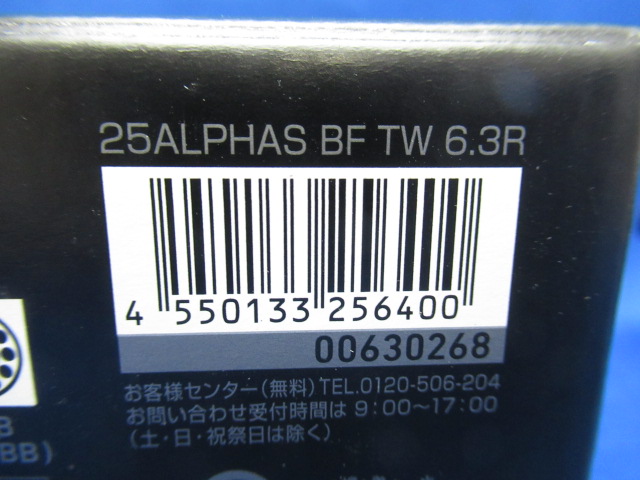 25ALPHAS BF TW 6.3R
4 550133 256400
00630268
お客様センター(無料)TEL.0120-506-204
お問い合わせ受付時間は 9:00~17:00
(土・日・祝祭日は除く)
B
BB)